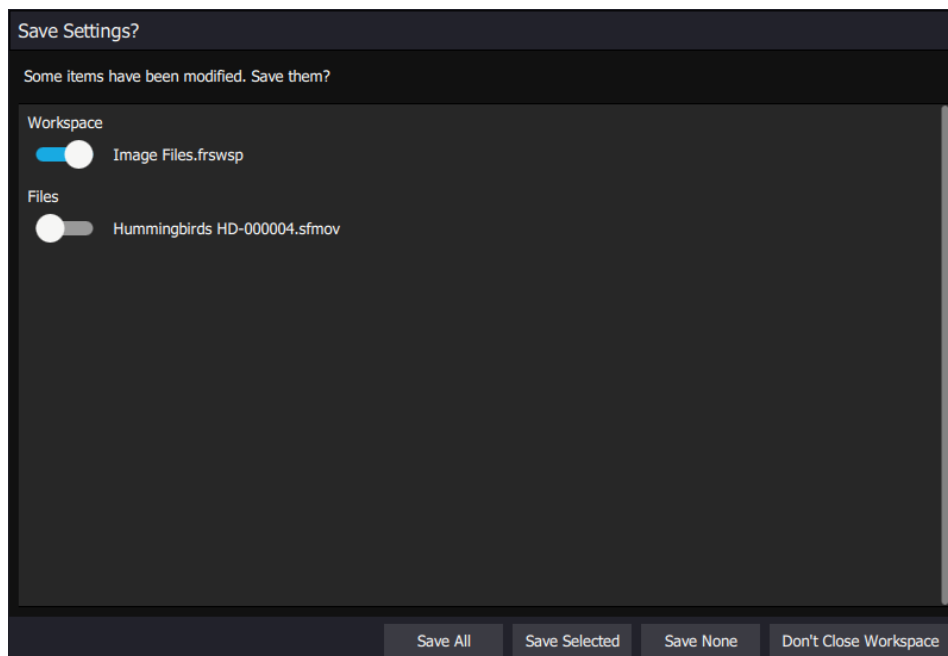 Save Settings?
Some items have been modified. Save them?
Workspace
Image Files.frswsp
Files
Hummingbirds HD-000004.sfmov
Save All
Save Selected
Save None
Don't Close Workspace